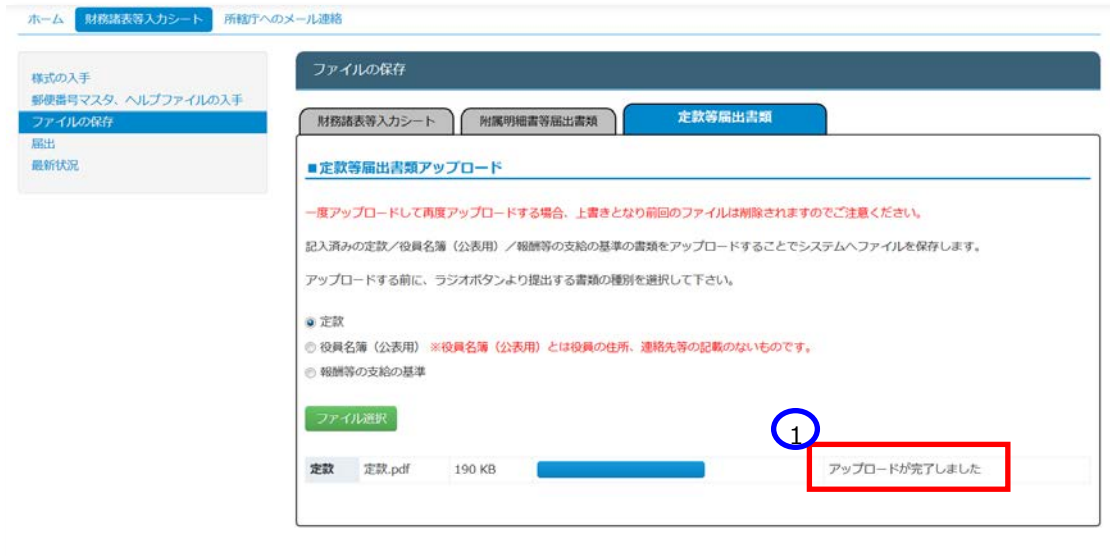 ホーム 財務諸表等入力シート 所轄庁へのメール連絡
様式の入手
郵便番号マスタ、ヘルプファイルの入手
ファイルの保存
届出
最新状況
ファイルの保存
財務諸表等入力シート 附属明細書等届出書類 定款等届出書類
■定款等届出書類アップロード
一度アップロードして再度アップロードする場合、上書きとなり前回のファイルは削除されますのでご注意ください。
記入済みの定款／役員名簿（公表用）／報酬等の支給の基準の書類をアップロードすることでシステムへファイルを保存します。
アップロードする前に、ラジオボタンより提出する書類の種別を選択して下さい。
定款
役員名簿（公表用） ※役員名簿（公表用）とは役員の住所、連絡先等の記載のないものです。
報酬等の支給の基準
ファイル選択
1
定款 定款.pdf 190 KB アップロードが完了しました